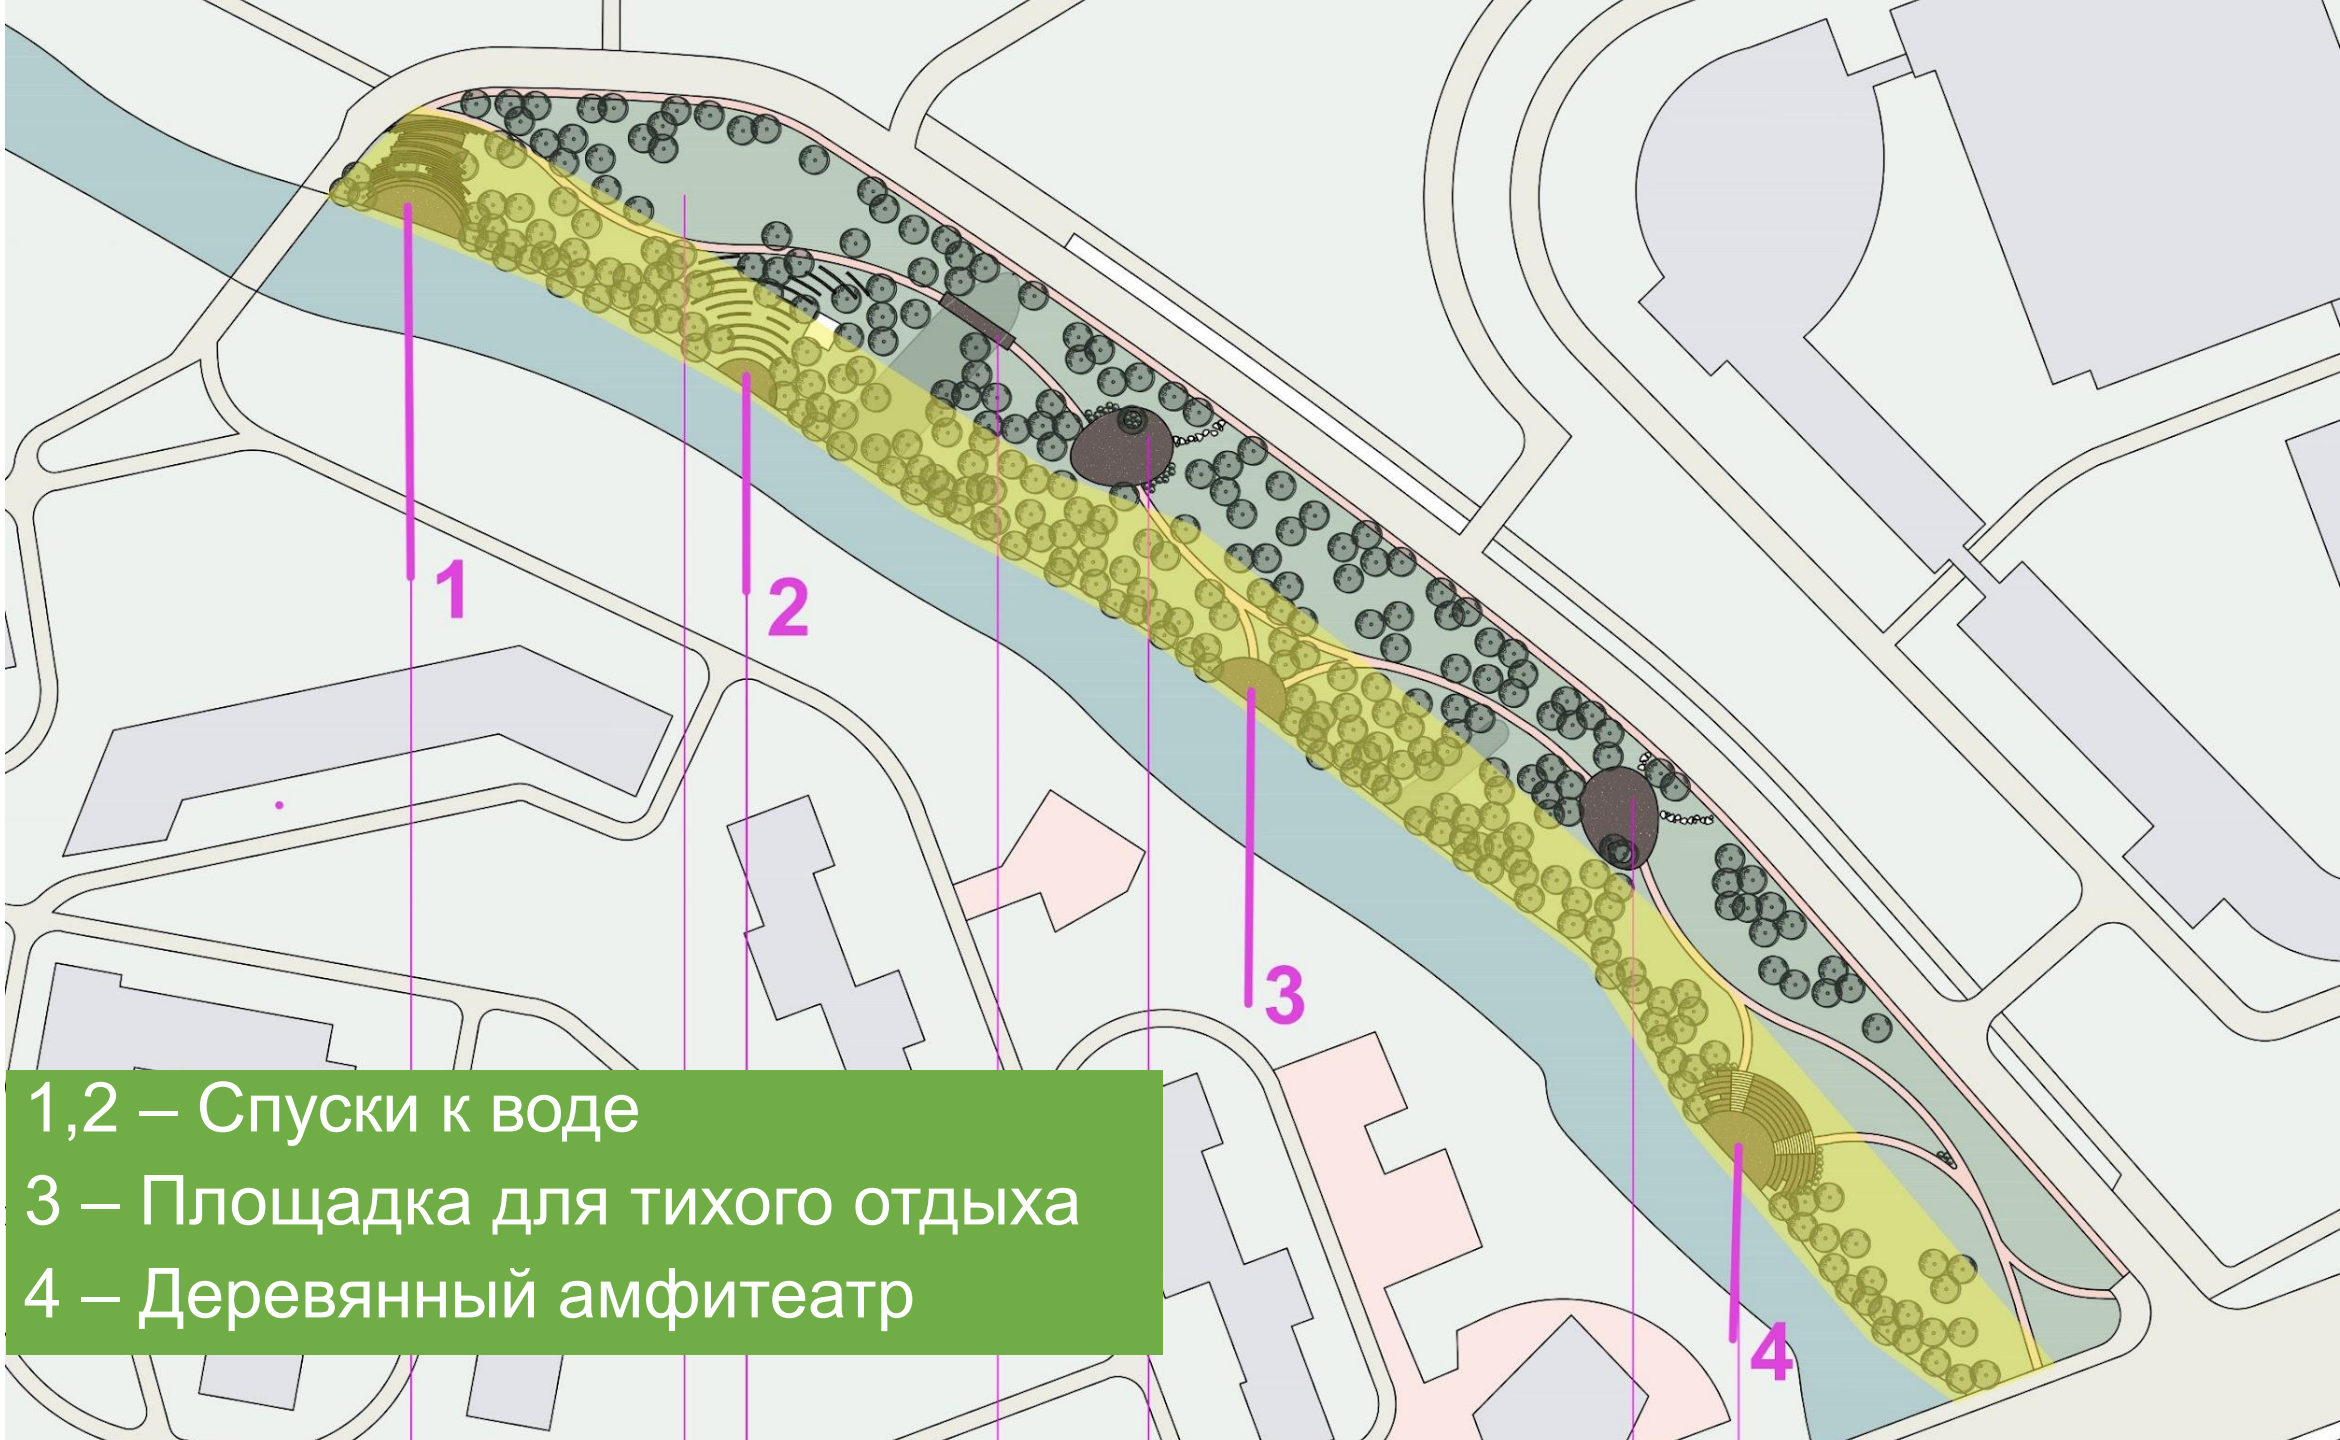 1
2
3
4
1,2 – Спуски к воде
3 – Площадка для тихого отдыха
4 – Деревянный амфитеатр